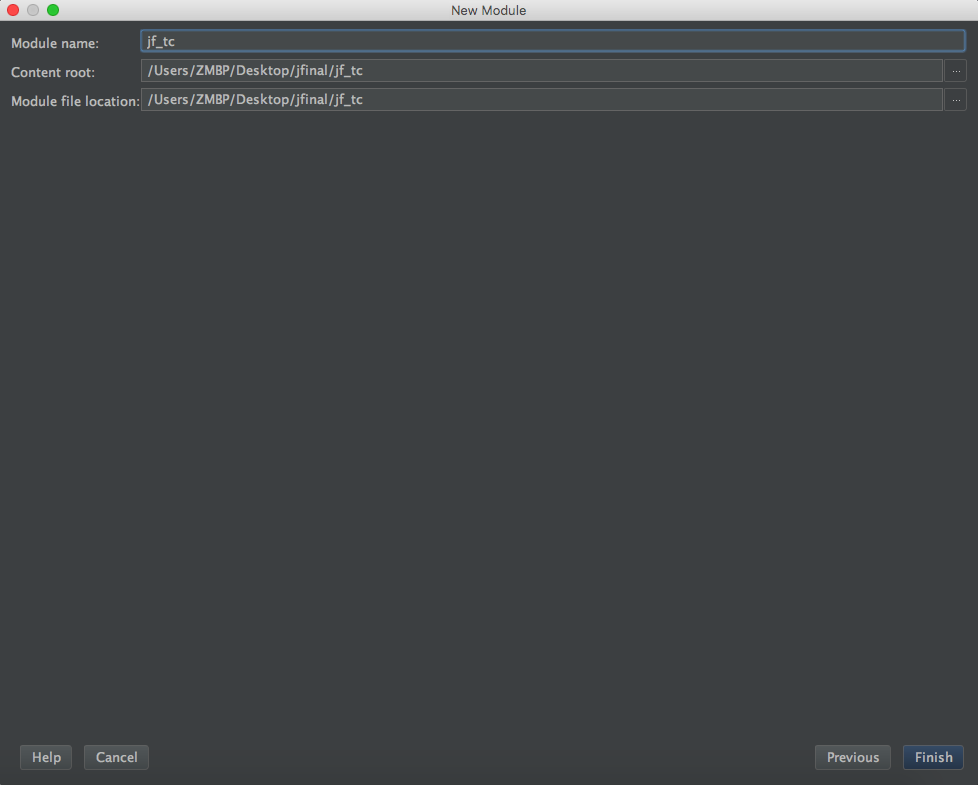 New Module
Module name: jf_tc
Content root: /Users/ZMBP/Desktop/jfinal/jf_tc ...
Module file location: /Users/ZMBP/Desktop/jfinal/jf_tc ...
Help Cancel Previous Finish